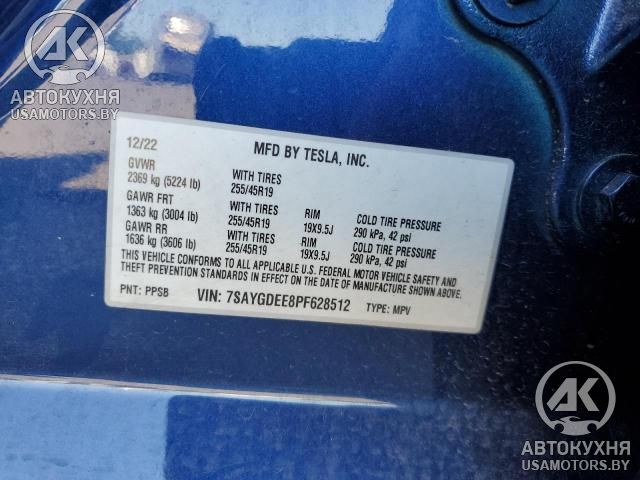 АК
АВТОКУХНЯ
USAMOTORS.BY
12/22
MFD BY TESLA, INC.
GVWR
2369 kg (5224 lb)
WITH TIRES
255/45R19
GAWR FRT
1363 kg (3004 lb)
WITH TIRES
255/45R19
RIM
19X9.5J
COLD TIRE PRESSURE
290 kPa, 42 psi
GAWR RR
1636 kg (3606 lb)
WITH TIRES
255/45R19
RIM
19X9.5J
COLD TIRE PRESSURE
290 kPa, 42 psi
THIS VEHICLE CONFORMS TO ALL APPLICABLE U.S. FEDERAL MOTOR VEHICLE SAFETY AND
THEFT PREVENTION STANDARDS IN EFFECT ON THE DATE OF MANUFACTURE SHOWN ABOVE.
PNT: PPSB
VIN: 7SAYGDEE8PF628512
TYPE: MPV
АК
АВТОКУХНЯ
USAMOTORS.BY